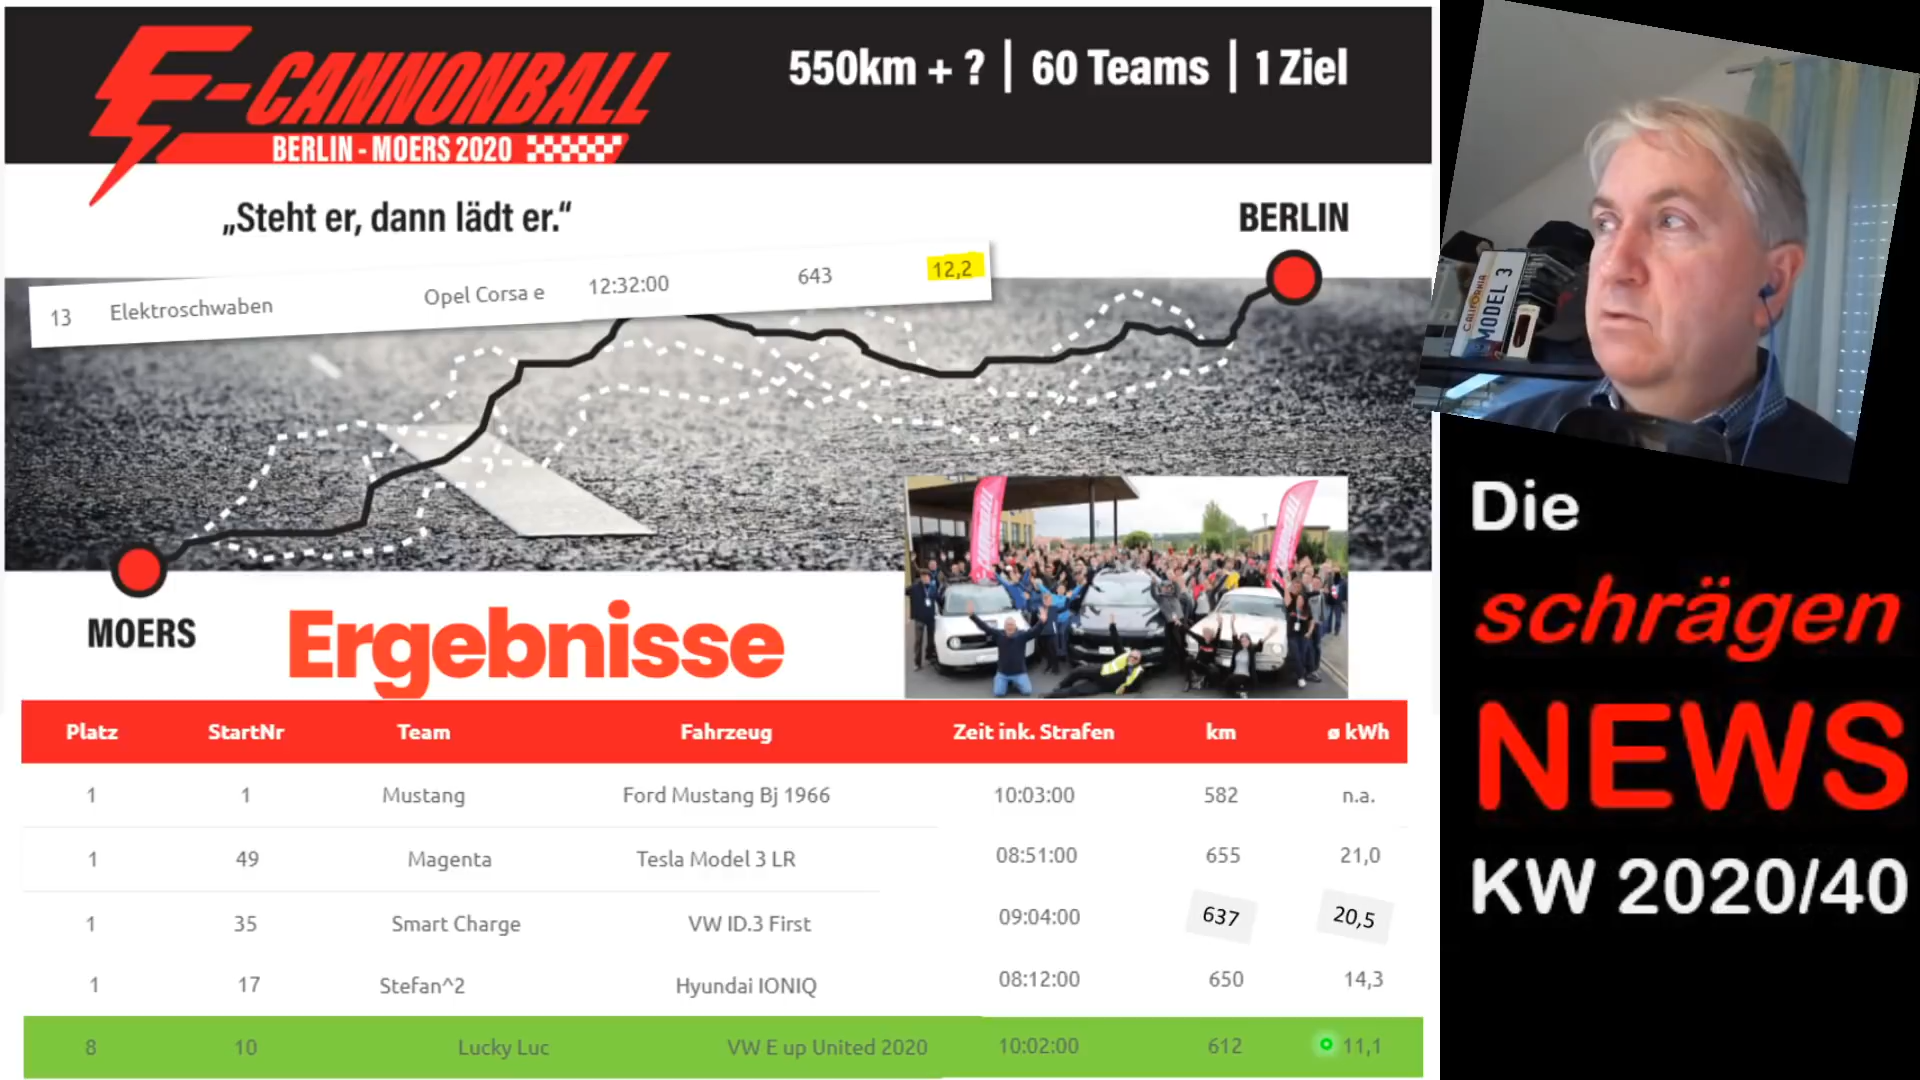 E-CANNONBALL
BERLIN - MOERS 2020
550km + ? | 60 Teams | 1 Ziel
„Steht er, dann lädt er.“
BERLIN
13 Elektroschwaben Opel Corsa e 12:32:00 643 12,2
MOERS
Ergebnisse
Platz StartNr Team Fahrzeug Zeit ink. Strafen km ø kWh
1 1 Mustang Ford Mustang Bj 1966 10:03:00 582 n.a.
1 49 Magenta Tesla Model 3 LR 08:51:00 655 21,0
1 35 Smart Charge VW ID.3 First 09:04:00 637 20,5
1 17 Stefan^2 Hyundai IONIQ 08:12:00 650 14,3
8 10 Lucky Luc VW E up United 2020 10:02:00 612 11,1
CALIFORNIA
MODEL 3
Die
schrägen
NEWS
KW 2020/40